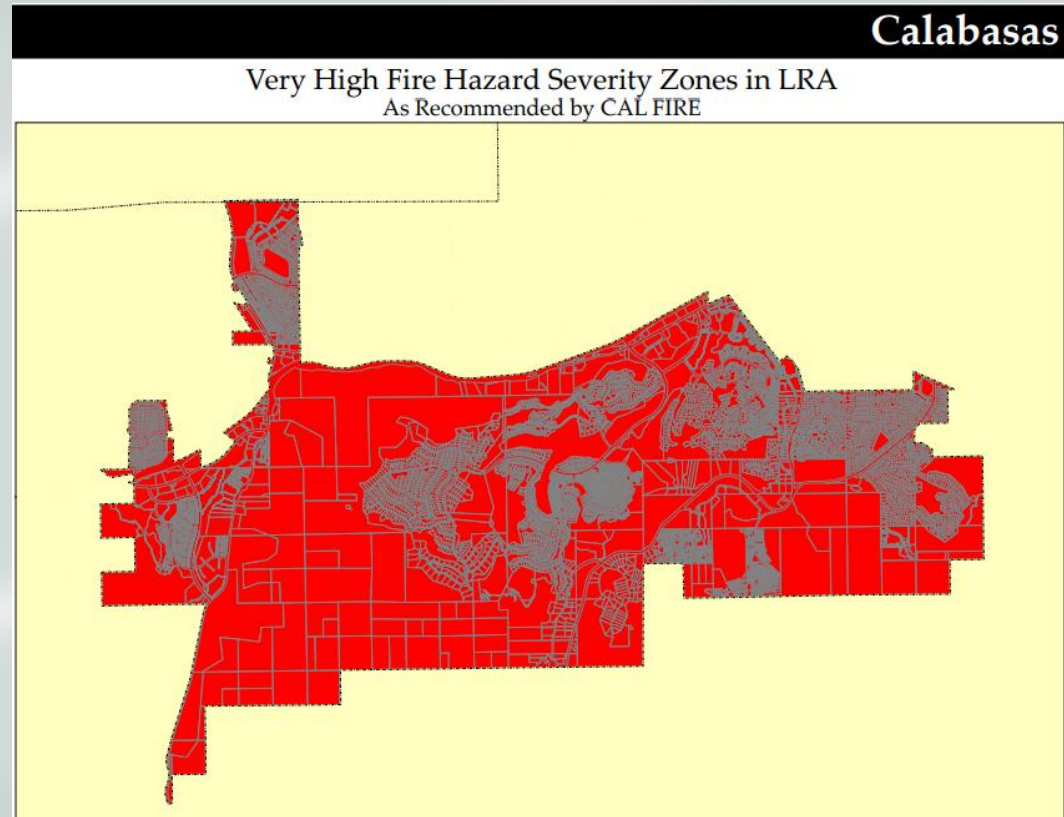 Calabasas
Very High Fire Hazard Severity Zones in LRA
As Recommended by CAL FIRE